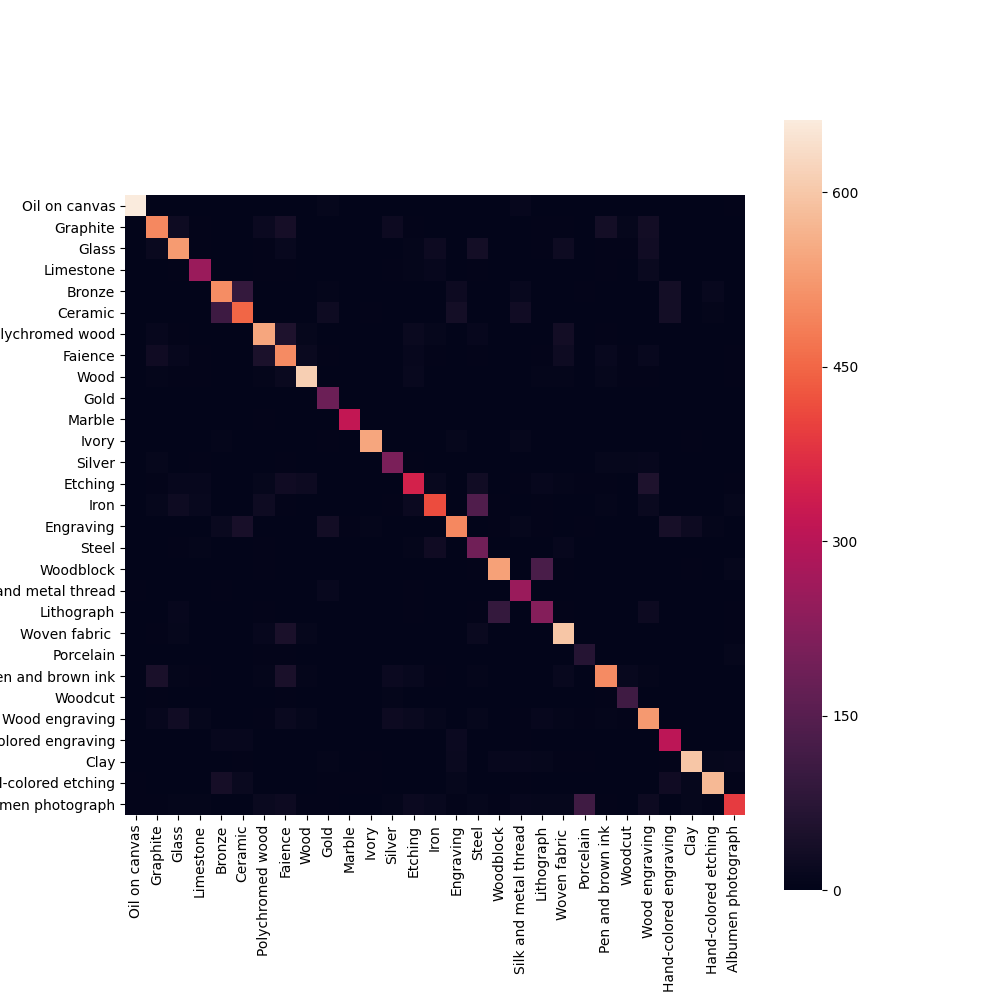 Oil on canvas
Graphite
Glass
Limestone
Bronze
Ceramic
lychromed wood
Faience
Wood
Gold
Marble
Ivory
Silver
Etching
Iron
Engraving
Steel
Woodblock
and metal thread
Lithograph
Woven fabric
Porcelain
en and brown ink
Woodcut
Wood engraving
olored engraving
Clay
d-colored etching
men photograph
Oil on canvas
Graphite
Glass
Limestone
Bronze
Ceramic
Polychromed wood
Faience
Wood
Gold
Marble
Ivory
Silver
Etching
Iron
Engraving
Steel
Woodblock
Silk and metal thread
Lithograph
Woven fabric
Porcelain
Pen and brown ink
Woodcut
Wood engraving
Hand-colored engraving
Clay
Hand-colored etching
Albumen photograph
600
450
300
150
0